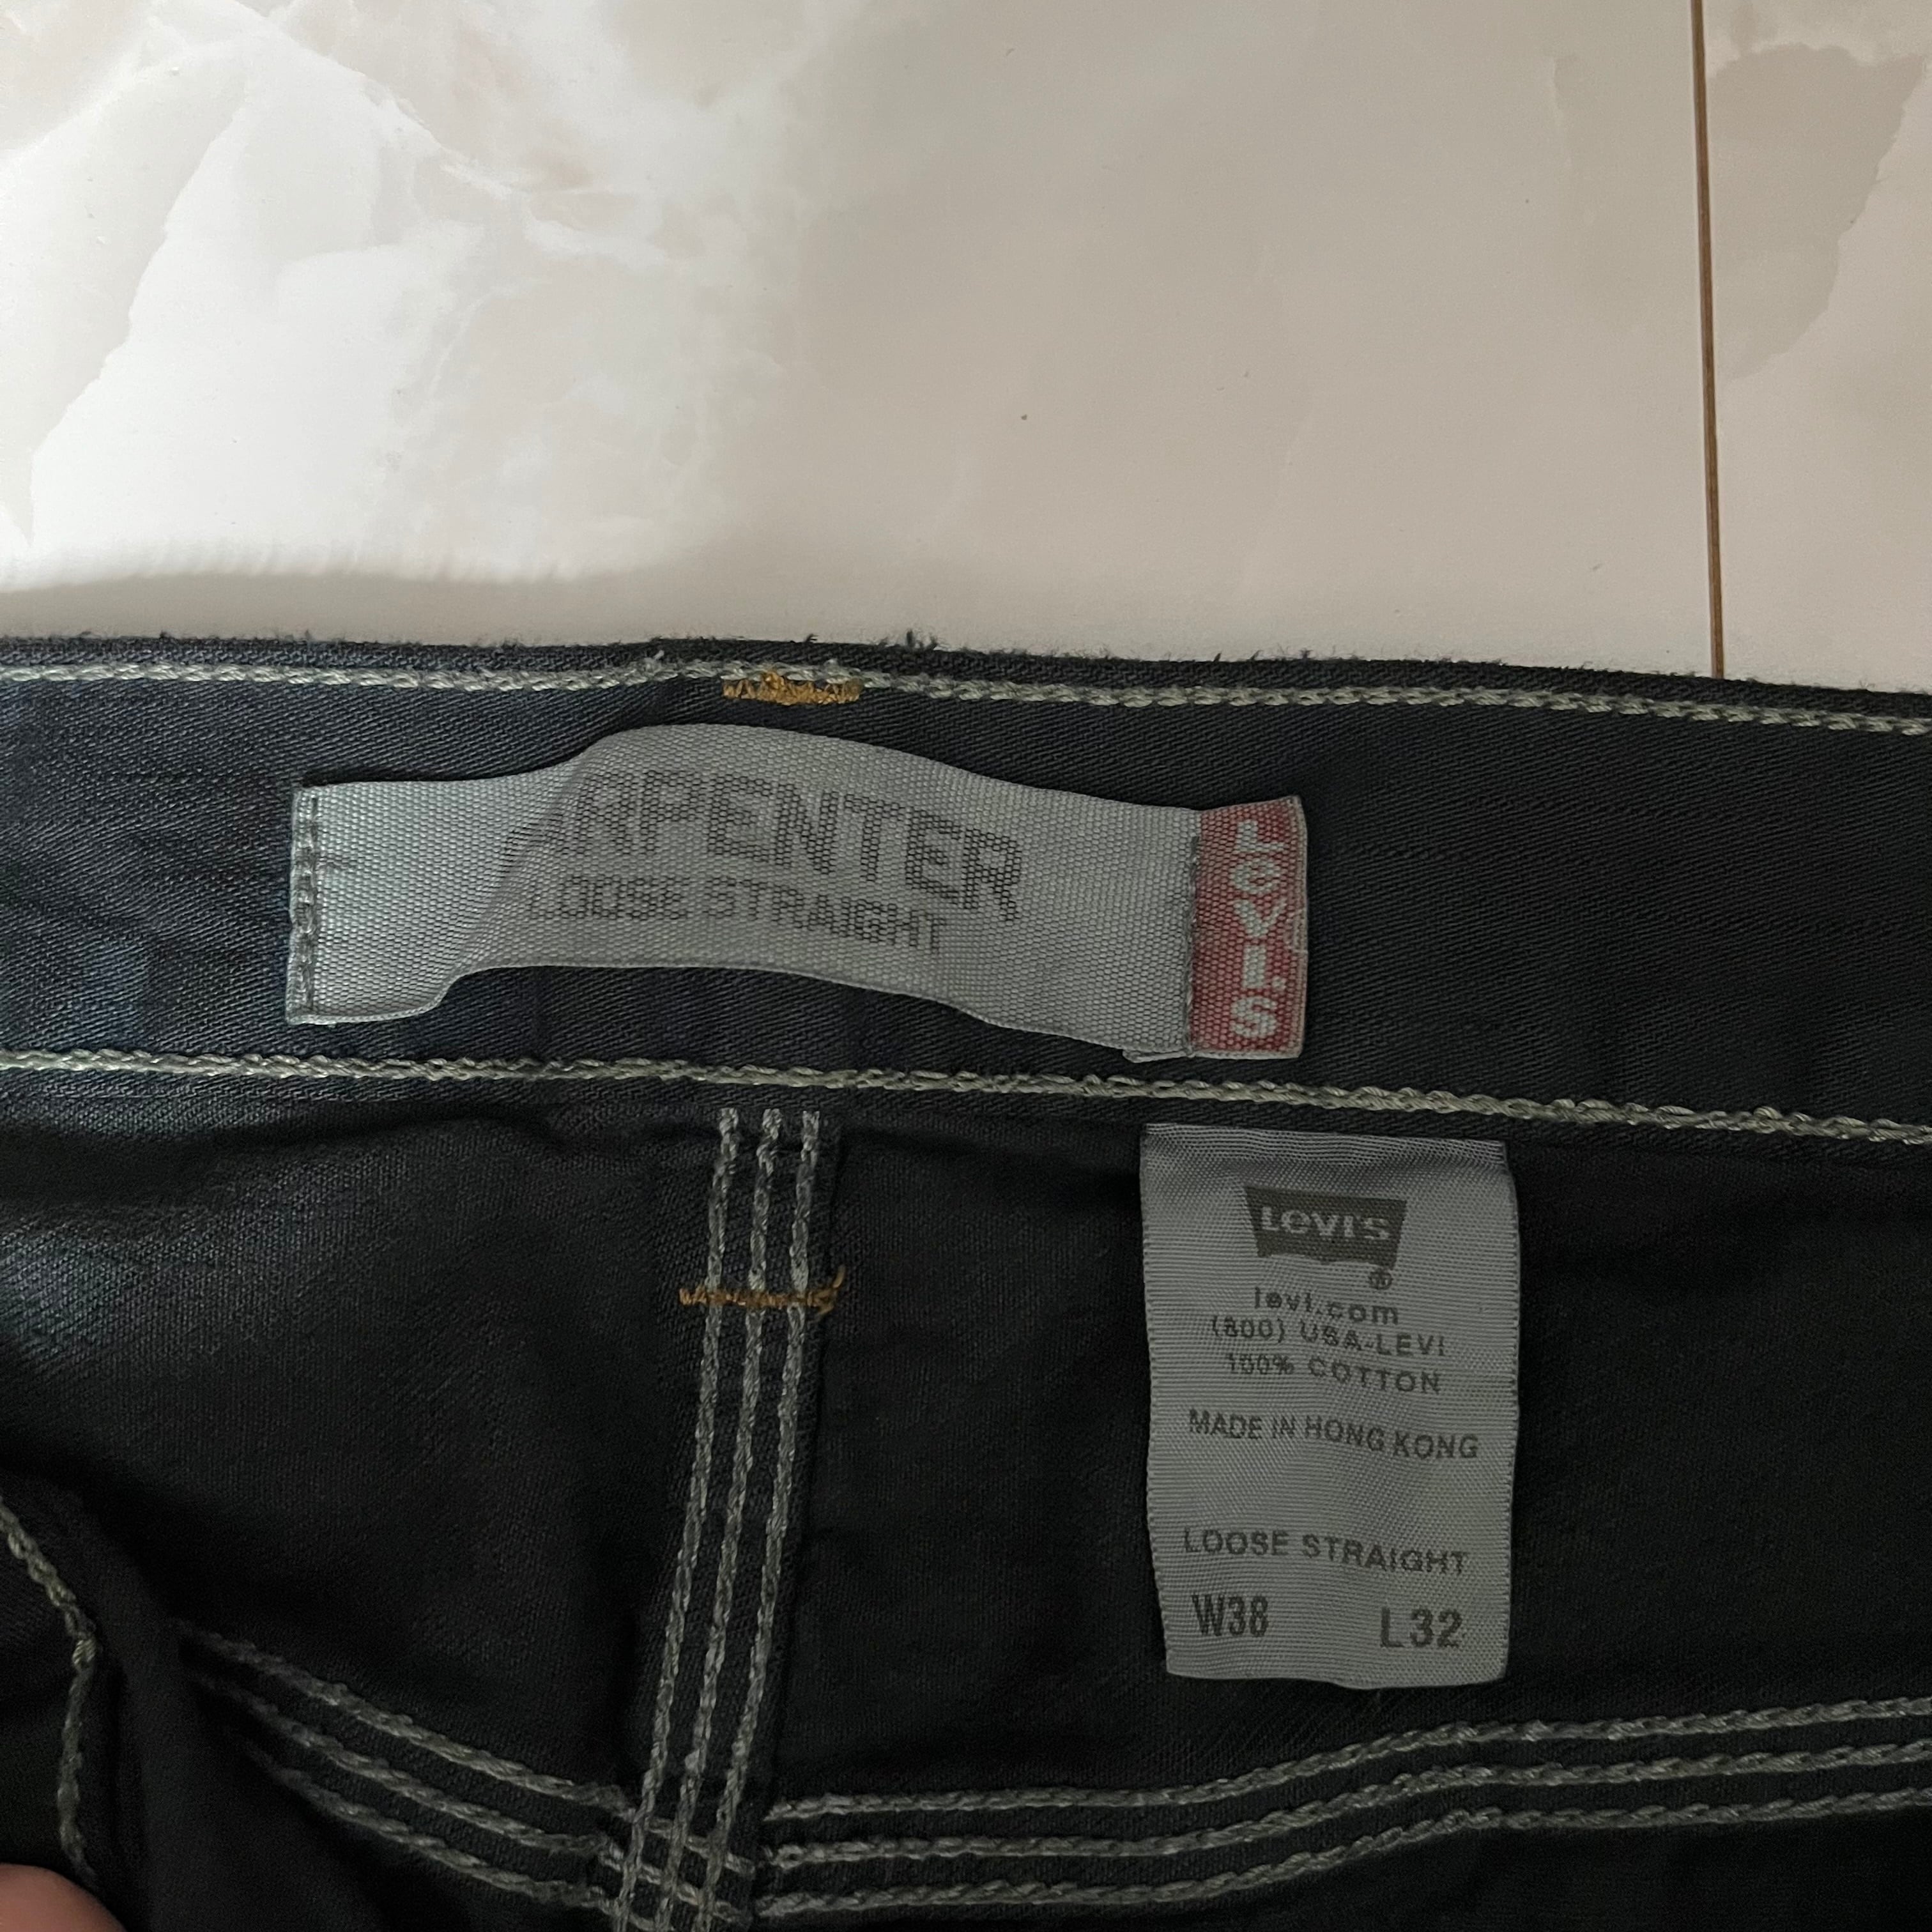 CARPENTER
LOOSE STRAIGHT
Levi's
LEVI'S
®
levi.com
(800) USA-LEVI
100% COTTON
MADE IN HONG KONG
LOOSE STRAIGHT
W38 L32